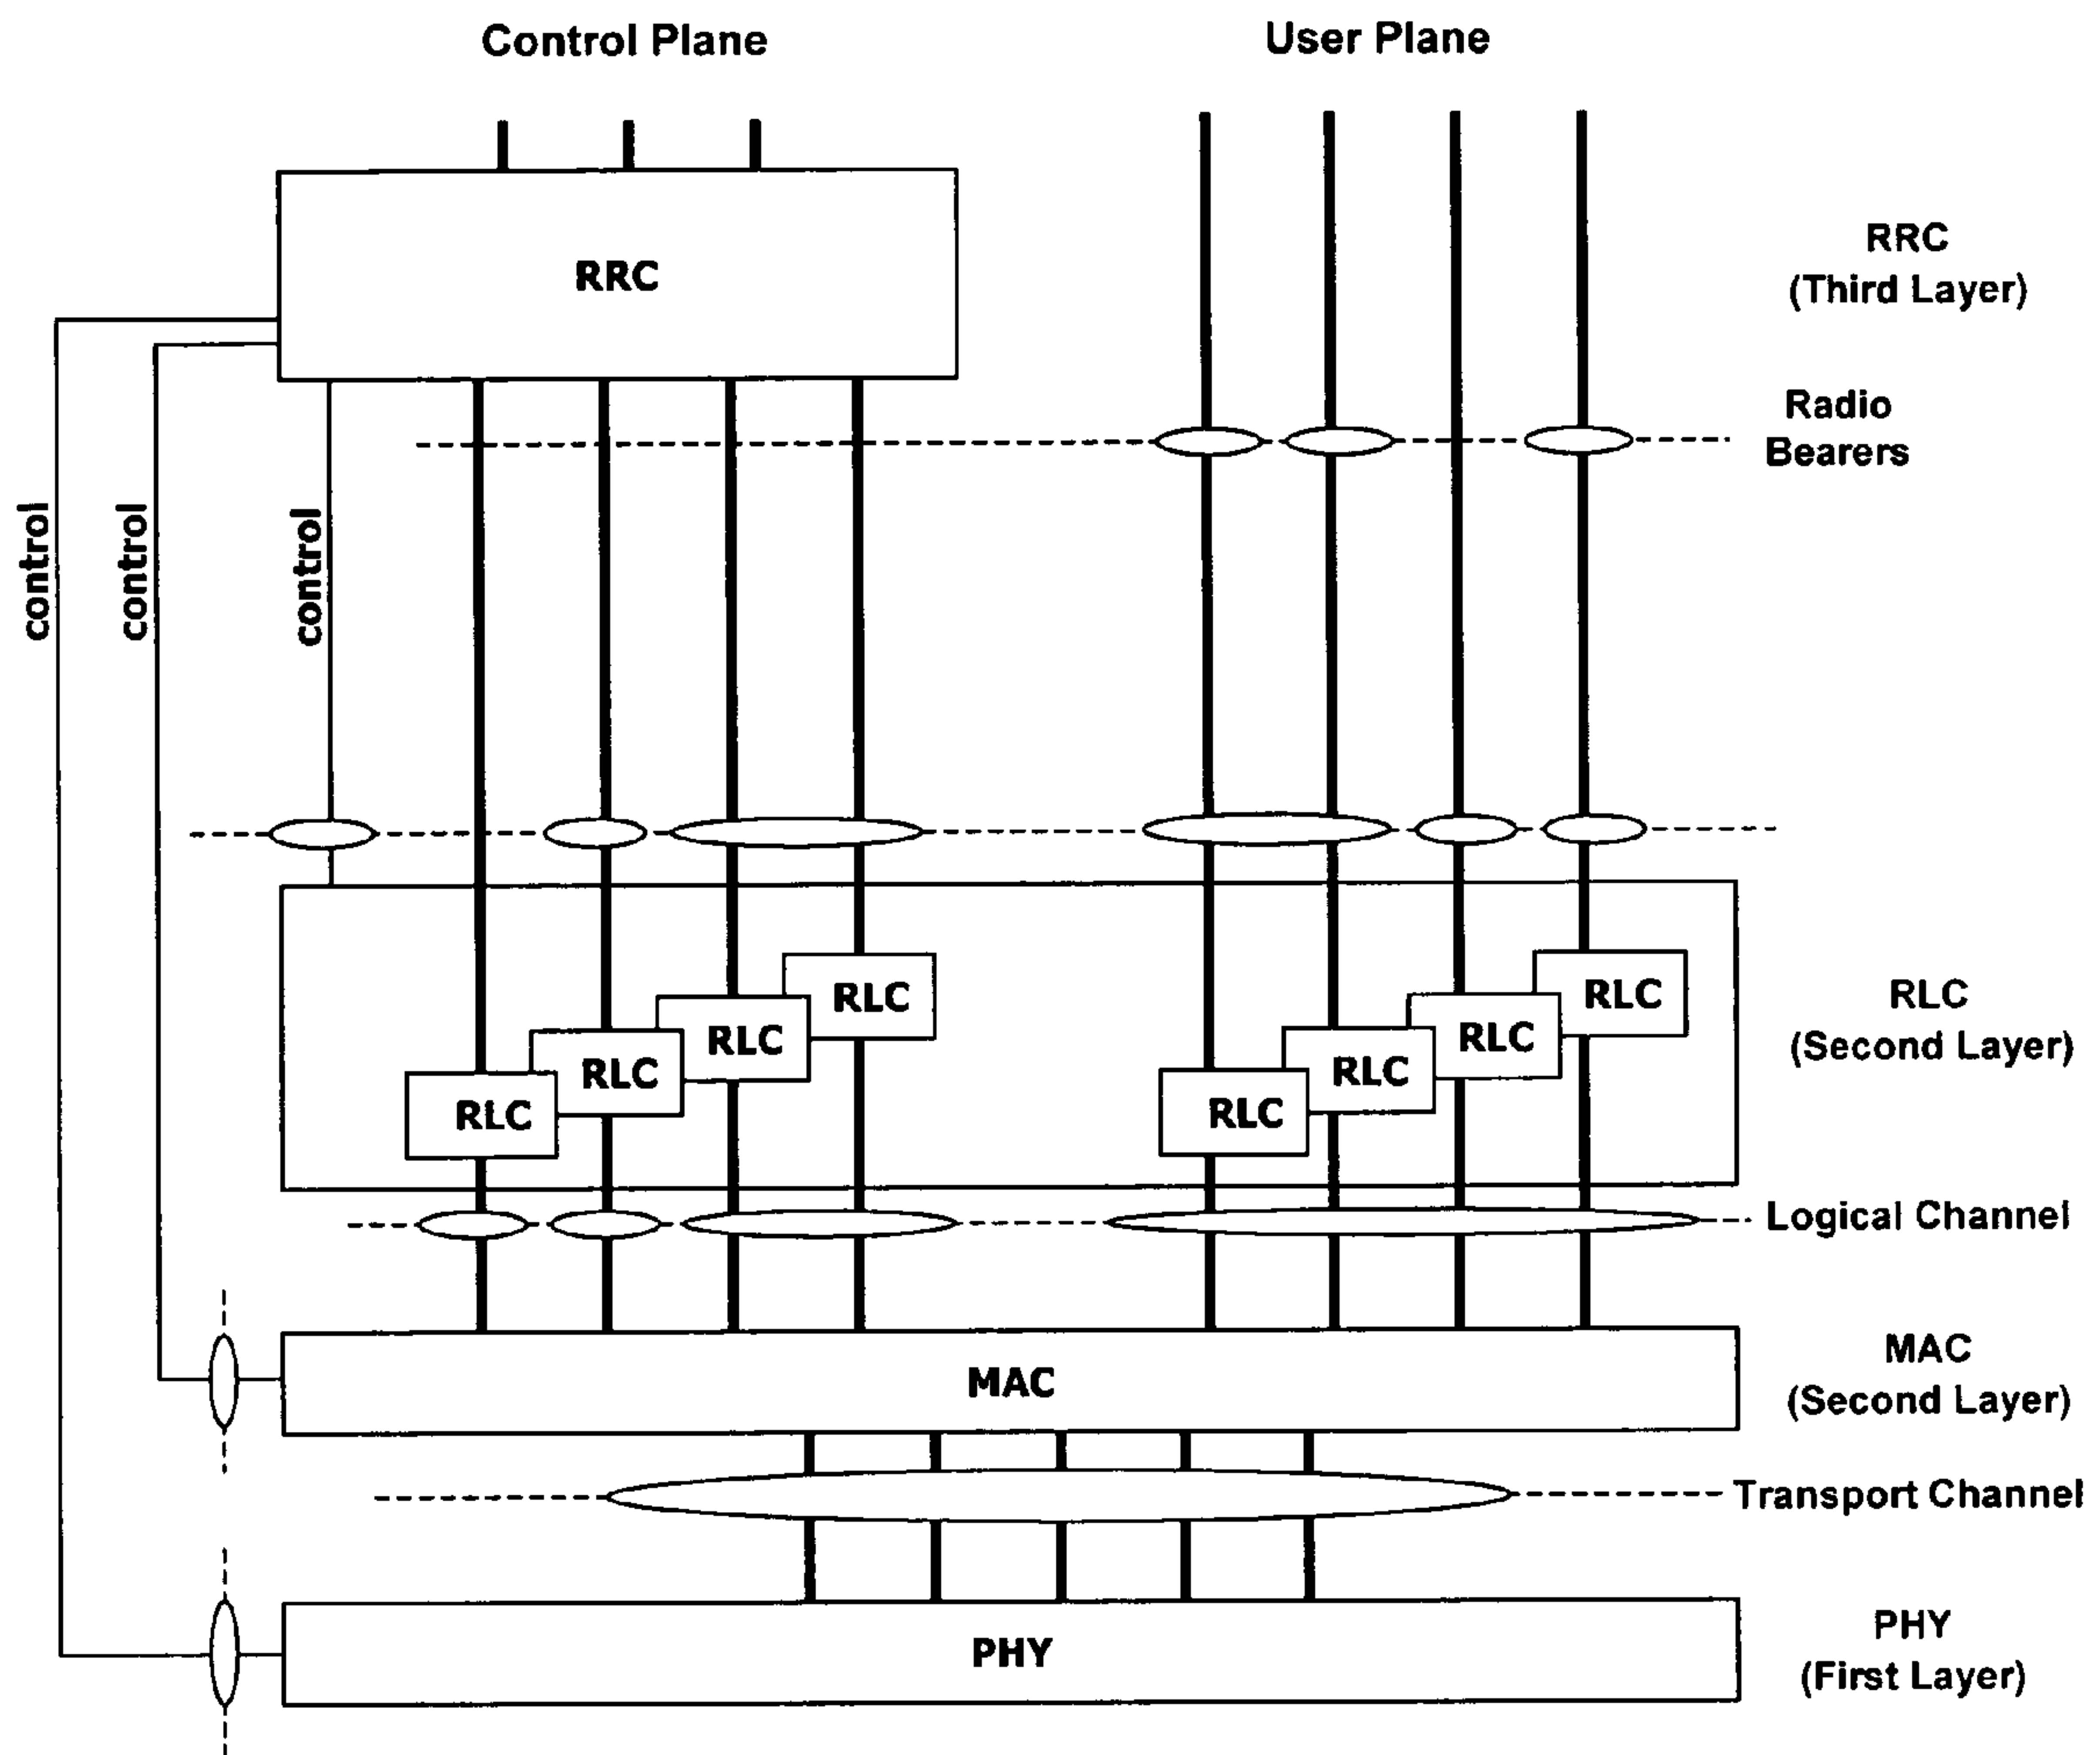 Control Plane
User Plane
RRC
RRC
(Third Layer)
Radio
Bearers
control
control
control
RLC
RLC
RLC
RLC
RLC
RLC
RLC
RLC
RLC
(Second Layer)
Logical Channel
MAC
MAC
(Second Layer)
Transport Channel
PHY
PHY
(First Layer)